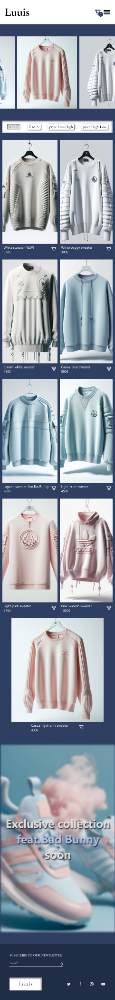 Luuis
A to Z
Z to A
price Low-High
price High-Low
MONCLER
White sweater NEW!
320$
White baggy sweater
300$
Cream-white sweater
490$
Casual blue sweater
590$
Laguna sweater feat.BadBunny
900$
Light-blue sweater
450$
MONCLER
Light-pink sweater
270$
MONCLER
Pink swoosh sweater
1050$
Casual light-pink sweater
430$
Exclusive collection
feat.Bad Bunny
soon
SUBSCRIBE TO OUR NEWSLETTER
Email *
Luuis